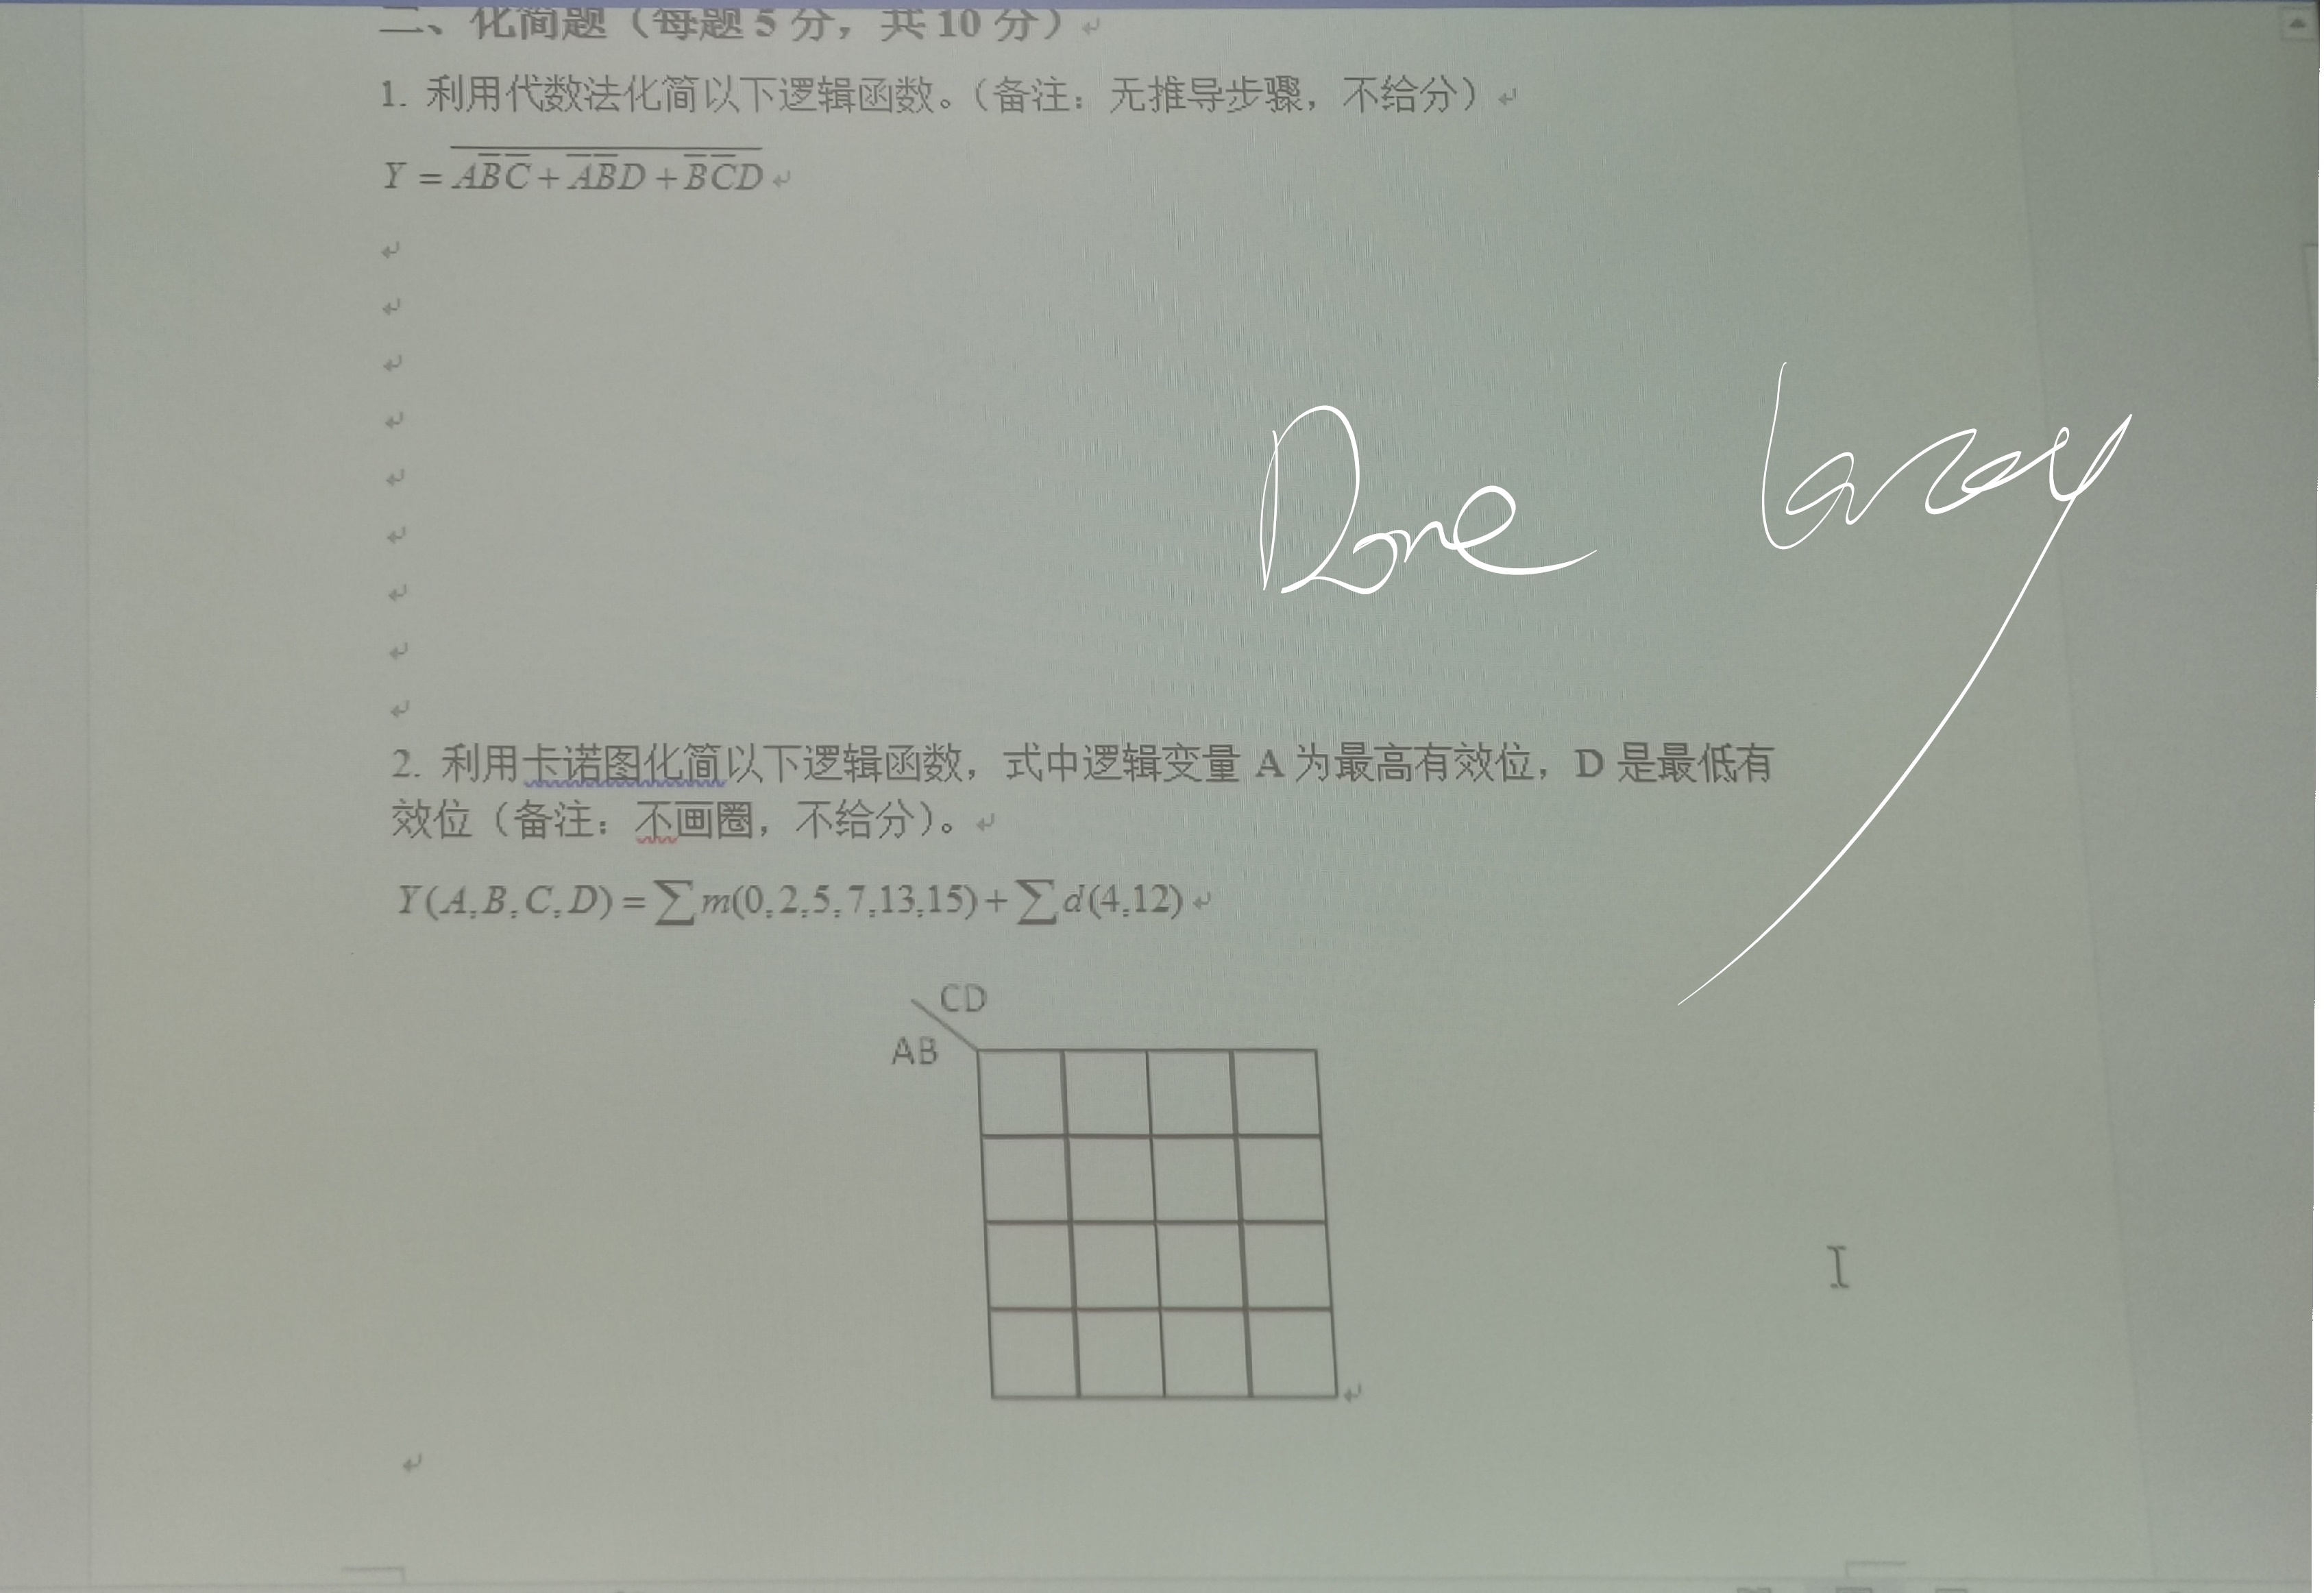 二、化简题（每题 5 分，共 10 分）
1. 利用代数法化简以下逻辑函数。（备注：无推导步骤，不给分）
Y = \overline{A\overline{B}\,\overline{C} + \overline{A}\,\overline{B}D + \overline{B}\,\overline{C}D}
Done
2. 利用卡诺图化简以下逻辑函数，式中逻辑变量 A 为最高有效位，D 是最低有
效位（备注：不画圈，不给分）。
Y(A,B,C,D) = ∑m(0,2,5,7,13,15) + ∑d(4,12)
CD
AB